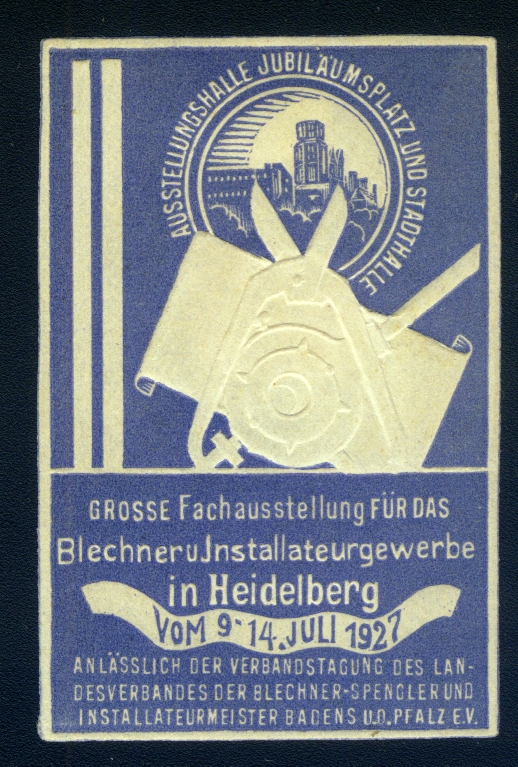 AUSSTELLUNGSHALLE JUBILÄUMSPLATZ UND STADTHALLE
GROSSE Fachausstellung FÜR DAS
Blechner u Jnstallateurgewerbe
in Heidelberg
VOM 9-14. JULI 1927
ANLÄSSLICH DER VERBANDSTAGUNG DES LAN-
DESVERBANDES DER BLECHNER-SPENGLER UND
INSTALLATEURMEISTER BADENS U.D. PFALZ E.V.